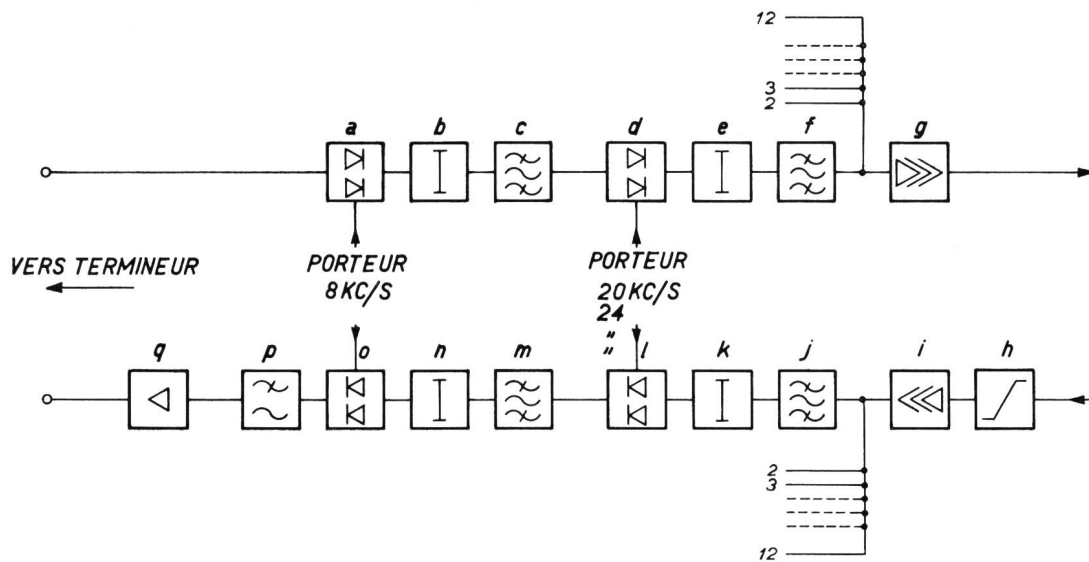 12
3
2
a b c d e f g
VERS TERMINEUR
PORTEUR
8KC/S
PORTEUR
20KC/S
24
"
"
q p o n m l k j i h
2
3
12